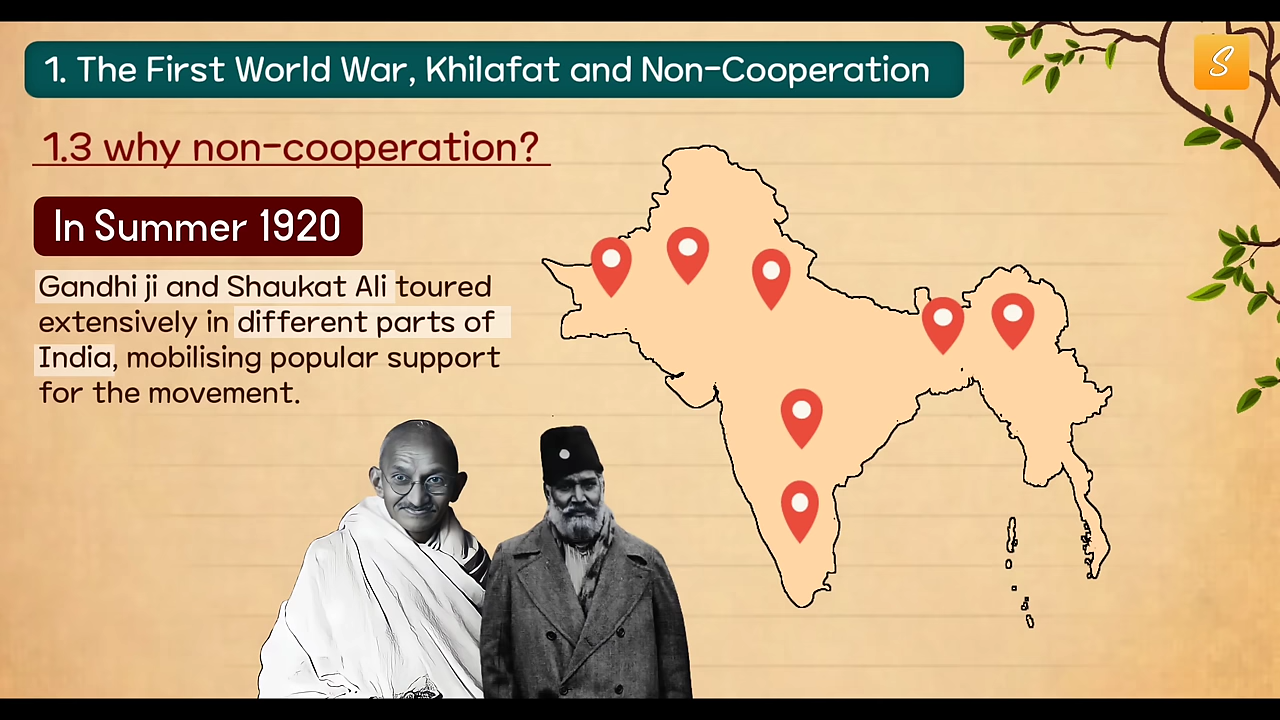 1. The First World War, Khilafat and Non-Cooperation
S
1.3 why non-cooperation?
In Summer 1920
Gandhi ji and Shaukat Ali toured
extensively in different parts of
India, mobilising popular support
for the movement.